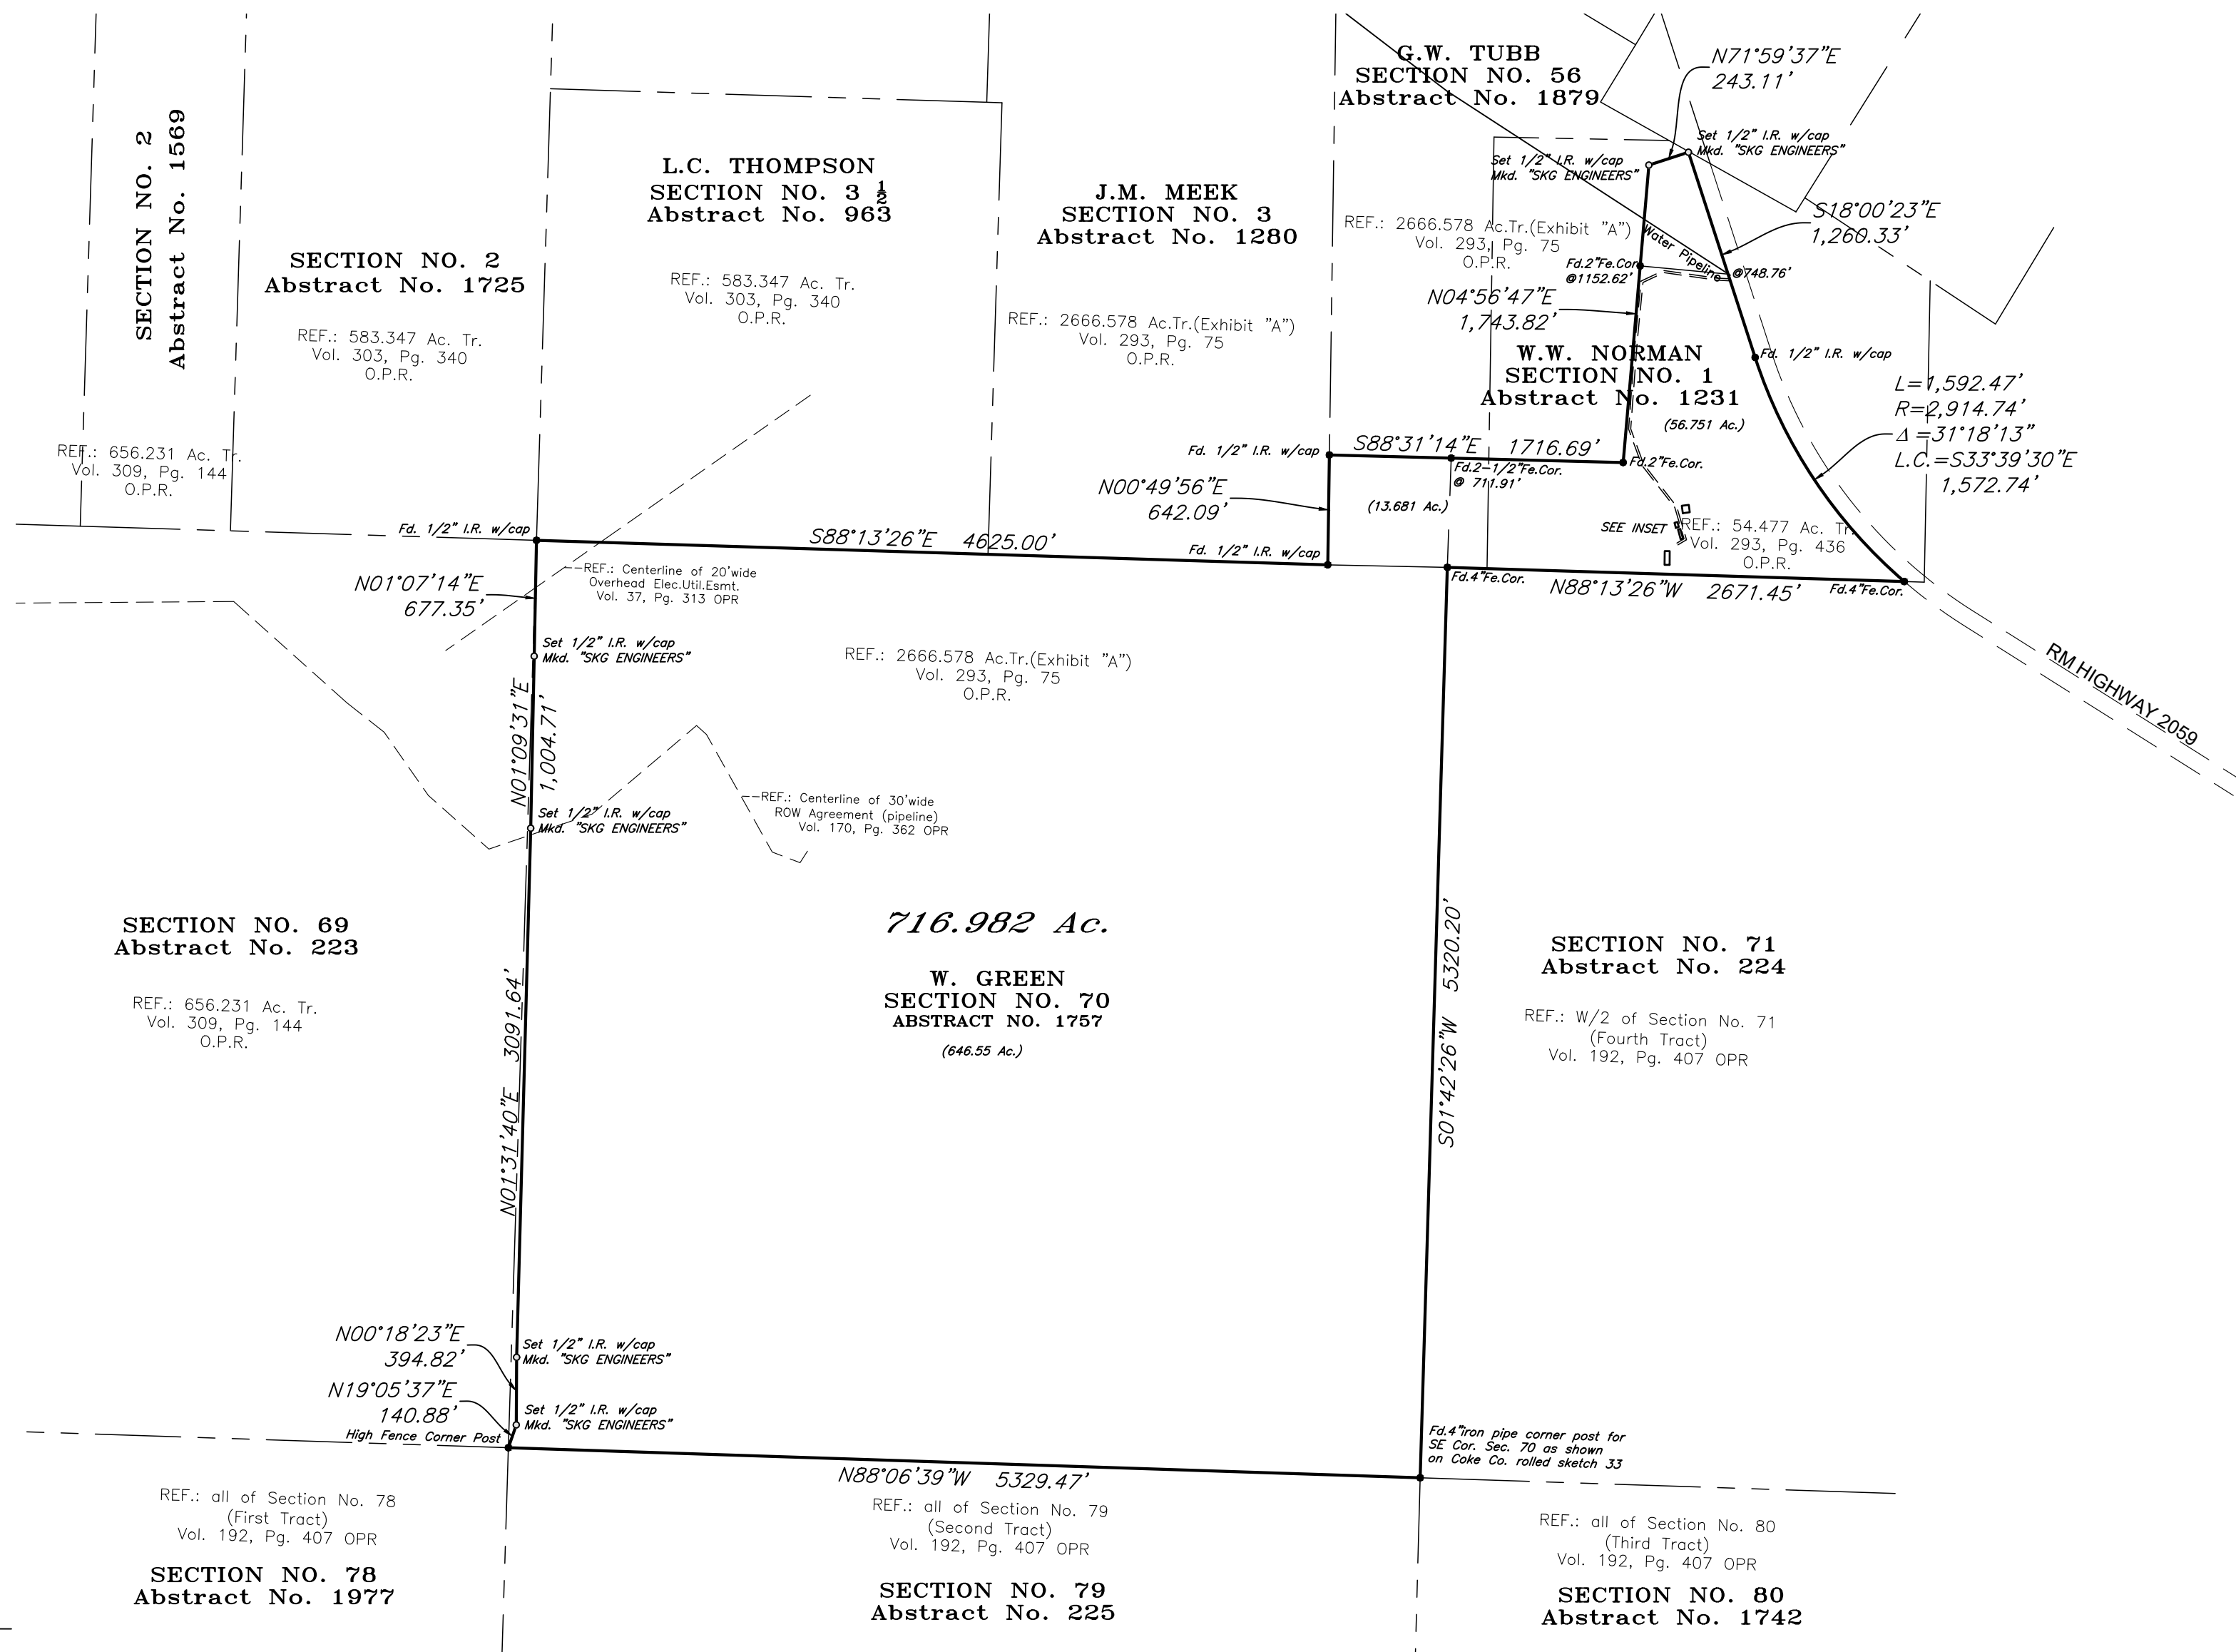 SECTION NO. 2
Abstract No. 1569
REF.: 656.231 Ac. Tr.
Vol. 309, Pg. 144
O.P.R.
SECTION NO. 2
Abstract No. 1725
REF.: 583.347 Ac. Tr.
Vol. 303, Pg. 340
O.P.R.
L.C. THOMPSON
SECTION NO. 3 1/2
Abstract No. 963
REF.: 583.347 Ac. Tr.
Vol. 303, Pg. 340
O.P.R.
J.M. MEEK
SECTION NO. 3
Abstract No. 1280
REF.: 2666.578 Ac.Tr.(Exhibit "A")
Vol. 293, Pg. 75
O.P.R.
G.W. TUBB
SECTION NO. 56
Abstract No. 1879
REF.: 2666.578 Ac.Tr.(Exhibit "A")
Vol. 293, Pg. 75
O.P.R.
N71°59'37"E
243.11'
Set 1/2" I.R. w/cap
Mkd. "SKG ENGINEERS"
Set 1/2" I.R. w/cap
Mkd. "SKG ENGINEERS"
S18°00'23"E
1,260.33'
Water Pipeline
@748.76'
Fd.2"Fe.Cor.
@1152.62'
N04°56'47"E
1,743.82'
W.W. NORMAN
SECTION NO. 1
Abstract No. 1231
(56.751 Ac.)
Fd. 1/2" I.R. w/cap
L=1,592.47'
R=2,914.74'
Δ =31°18'13"
L.C.=S33°39'30"E
1,572.74'
Fd. 1/2" I.R. w/cap
S88°31'14"E 1716.69'
Fd.2"Fe.Cor.
Fd.2-1/2"Fe.Cor.
@ 711.91'
N00°49'56"E
642.09'
(13.681 Ac.)
SEE INSET
REF.: 54.477 Ac. Tr.
Vol. 293, Pg. 436
O.P.R.
Fd. 1/2" I.R. w/cap
S88°13'26"E 4625.00'
Fd. 1/2" I.R. w/cap
Fd.4"Fe.Cor.
N88°13'26"W 2671.45'
Fd.4"Fe.Cor.
RM HIGHWAY 2059
N01°07'14"E
677.35'
REF.: Centerline of 20'wide
Overhead Elec.Util.Esmt.
Vol. 37, Pg. 313 OPR
Set 1/2" I.R. w/cap
Mkd. "SKG ENGINEERS"
REF.: 2666.578 Ac.Tr.(Exhibit "A")
Vol. 293, Pg. 75
O.P.R.
N01°09'31"E
1,004.71'
Set 1/2" I.R. w/cap
Mkd. "SKG ENGINEERS"
REF.: Centerline of 30'wide
ROW Agreement (pipeline)
Vol. 170, Pg. 362 OPR
SECTION NO. 69
Abstract No. 223
REF.: 656.231 Ac. Tr.
Vol. 309, Pg. 144
O.P.R.
N01°31'40"E 3091.64'
716.982 Ac.
W. GREEN
SECTION NO. 70
ABSTRACT NO. 1757
(646.55 Ac.)
S01°42'26"W 5320.20'
SECTION NO. 71
Abstract No. 224
REF.: W/2 of Section No. 71
(Fourth Tract)
Vol. 192, Pg. 407 OPR
N00°18'23"E
394.82'
Set 1/2" I.R. w/cap
Mkd. "SKG ENGINEERS"
N19°05'37"E
140.88'
Set 1/2" I.R. w/cap
Mkd. "SKG ENGINEERS"
High Fence Corner Post
N88°06'39"W 5329.47'
Fd.4"iron pipe corner post for
SE Cor. Sec. 70 as shown
on Coke Co. rolled sketch 33
REF.: all of Section No. 78
(First Tract)
Vol. 192, Pg. 407 OPR
SECTION NO. 78
Abstract No. 1977
REF.: all of Section No. 79
(Second Tract)
Vol. 192, Pg. 407 OPR
SECTION NO. 79
Abstract No. 225
REF.: all of Section No. 80
(Third Tract)
Vol. 192, Pg. 407 OPR
SECTION NO. 80
Abstract No. 1742